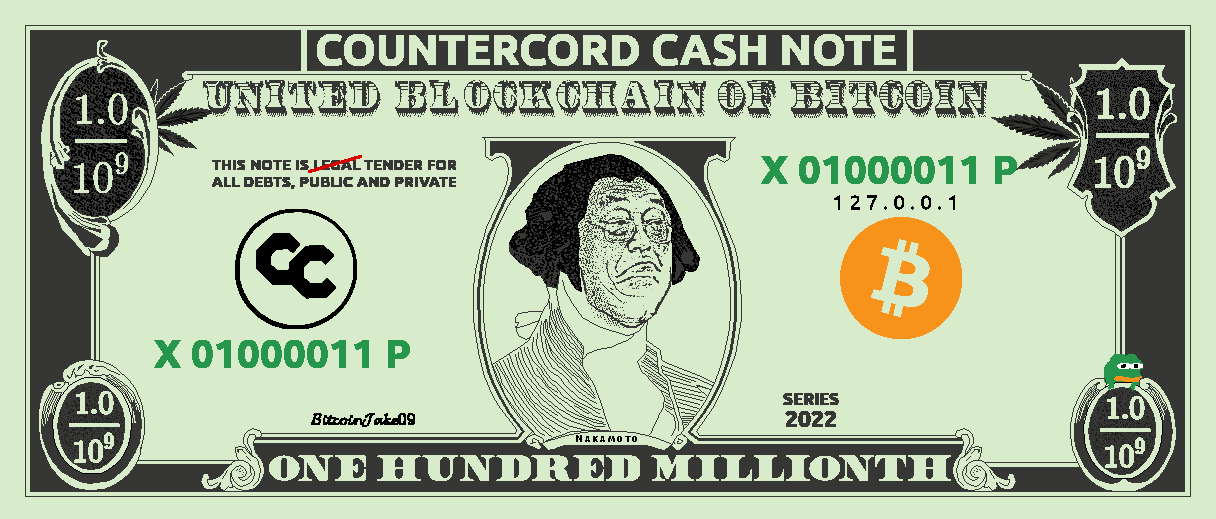 COUNTERCORD CASH NOTE
UNITED BLOCKCHAIN OF BITCOIN
1.0
10⁹
1.0
10⁹
THIS NOTE IS LEGAL TENDER FOR
ALL DEBTS, PUBLIC AND PRIVATE
X 01000011 P
127.0.0.1
CC
X 01000011 P
BitcoinJake09
SERIES
2022
NAKAMOTO
1.0
10⁹
1.0
10⁹
ONE HUNDRED MILLIONTH